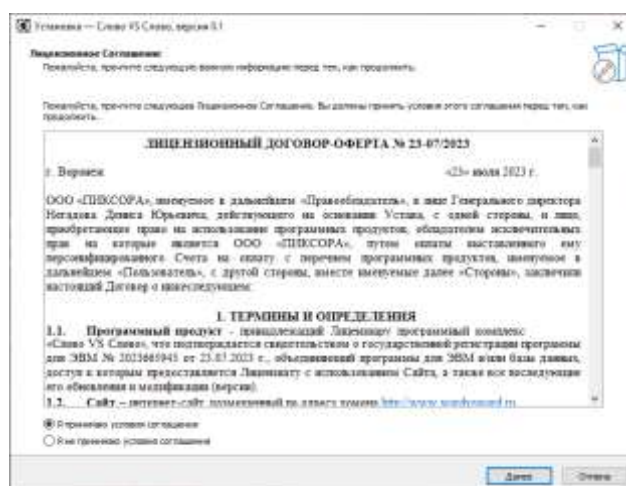 Установка — Слово VS Слово, версия 0.1
Лицензионное Соглашение
Пожалуйста, прочтите следующую важную информацию перед тем, как продолжить.
Пожалуйста, прочтите следующее Лицензионное Соглашение. Вы должны принять условия этого соглашения перед тем, как
продолжить.
ЛИЦЕНЗИОННЫЙ ДОГОВОР-ОФЕРТА № 23-07/2023
г. Воронеж «23» июля 2023 г.
ООО «ПИКСОРА», именуемое в дальнейшем «Правообладатель», в лице Генерального директора
Негадова Дениса Юрьевича, действующего на основании Устава, с одной стороны, и лицо,
приобретающее право на использование программных продуктов, обладателем исключительных
прав на которые является ООО «ПИКСОРА», путем оплаты выставленного ему
персонифицированного Счета на оплату с перечнем программных продуктов, именуемое в
дальнейшем «Пользователь», с другой стороны, вместе именуемые далее «Стороны», заключили
настоящий Договор о нижеследующем:
1. ТЕРМИНЫ И ОПРЕДЕЛЕНИЯ
1.1. Программный продукт - принадлежащий Лицензиару программный комплекс
«Слово VS Слово», что подтверждается свидетельством о государственной регистрации программы
для ЭВМ № 2023665945 от 23.07.2023 г., объединяющий программы для ЭВМ и/или базы данных,
доступ к которым предоставляется Лицензиату с использованием Сайта, а также все последующие
его обновления и модификации (версии).
1.2. Сайт – интернет-сайт, размещенный по адресу домена
Я принимаю условия соглашения
Я не принимаю условия соглашения
Далее Отмена